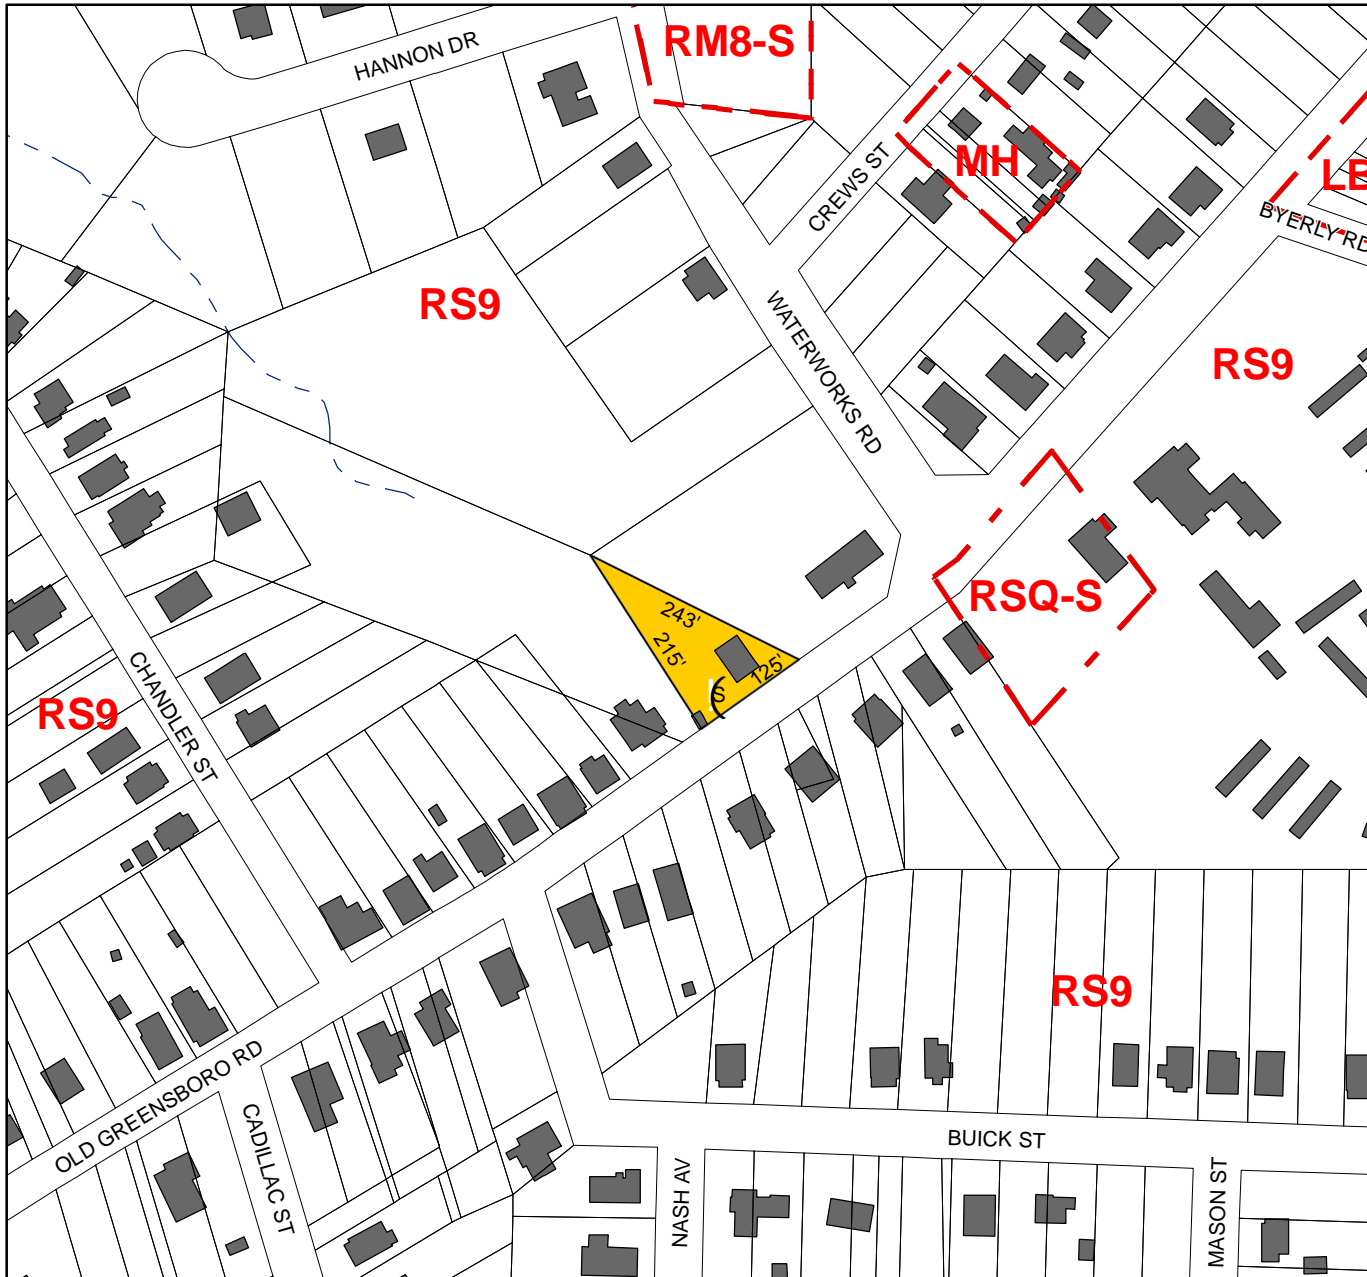 HANNON DR
RM8-S
MH
LB
CREWS ST
BYERLY RD
RS9
WATERWORKS RD
RS9
RSQ-S
243'
215'
125'
S
CHANDLER ST
RS9
RS9
OLD GREENSBORO RD
CADILLAC ST
BUICK ST
NASH AV
MASON ST